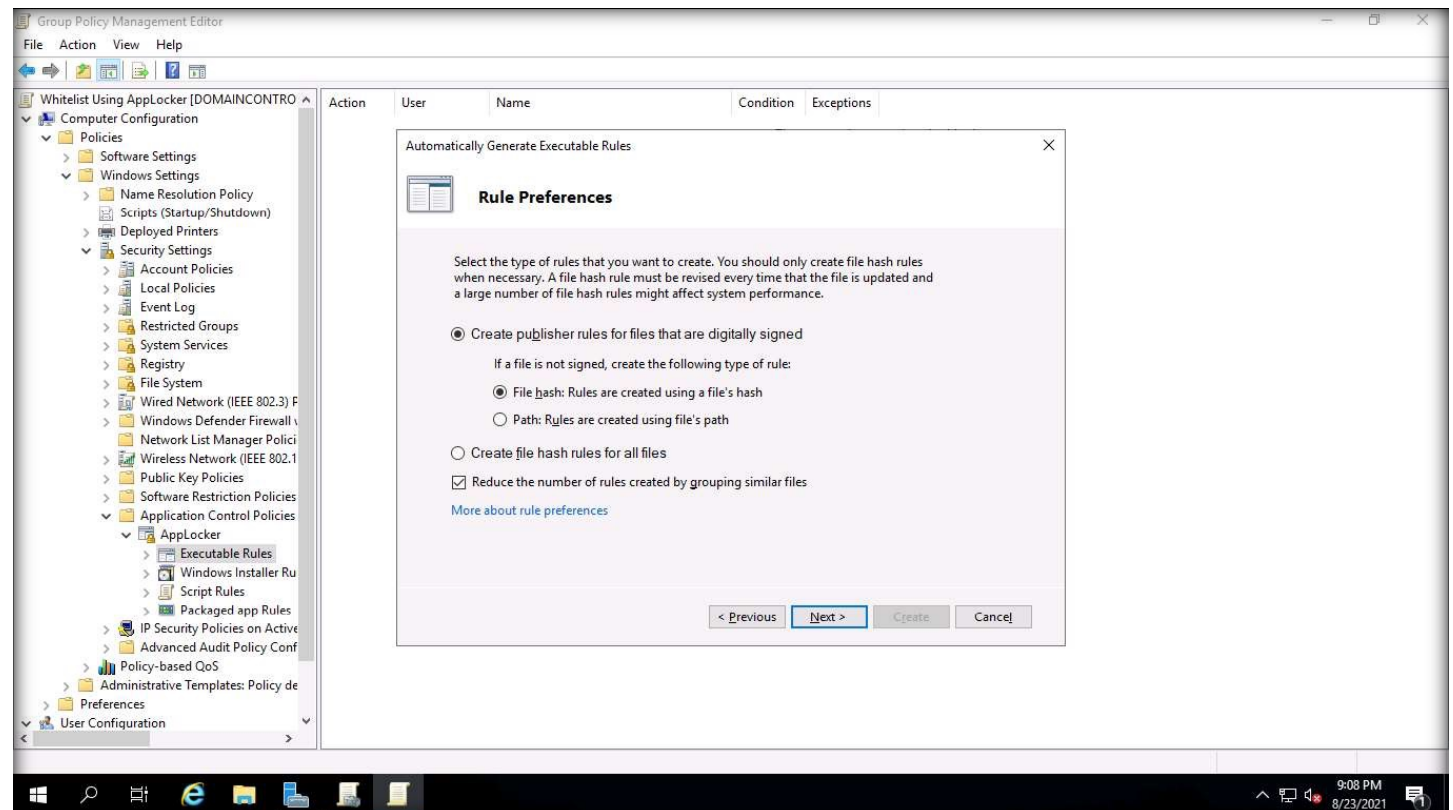 Group Policy Management Editor
File Action View Help
Whitelist Using AppLocker [DOMAINCONTRO
Computer Configuration
Policies
Software Settings
Windows Settings
Name Resolution Policy
Scripts (Startup/Shutdown)
Deployed Printers
Security Settings
Account Policies
Local Policies
Event Log
Restricted Groups
System Services
Registry
File System
Wired Network (IEEE 802.3) P
Windows Defender Firewall
Network List Manager Polici
Wireless Network (IEEE 802.1
Public Key Policies
Software Restriction Policies
Application Control Policies
AppLocker
Executable Rules
Windows Installer Ru
Script Rules
Packaged app Rules
IP Security Policies on Active
Advanced Audit Policy Conf
Policy-based QoS
Administrative Templates: Policy de
Preferences
User Configuration
Action User Name Condition Exceptions
Automatically Generate Executable Rules
Rule Preferences
Select the type of rules that you want to create. You should only create file hash rules
when necessary. A file hash rule must be revised every time that the file is updated and
a large number of file hash rules might affect system performance.
Create publisher rules for files that are digitally signed
If a file is not signed, create the following type of rule:
File hash: Rules are created using a file's hash
Path: Rules are created using file's path
Create file hash rules for all files
Reduce the number of rules created by grouping similar files
More about rule preferences
< Previous Next > Create Cancel
9:08 PM
8/23/2021